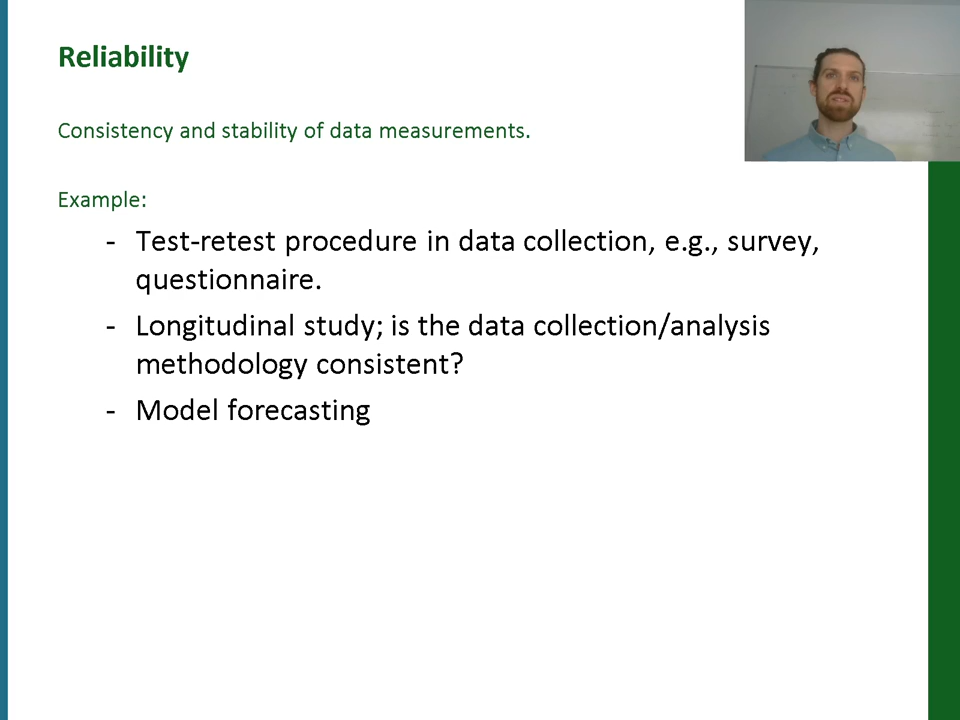 Reliability
Consistency and stability of data measurements.
Example:
- Test-retest procedure in data collection, e.g., survey,
questionnaire.
- Longitudinal study; is the data collection/analysis
methodology consistent?
- Model forecasting